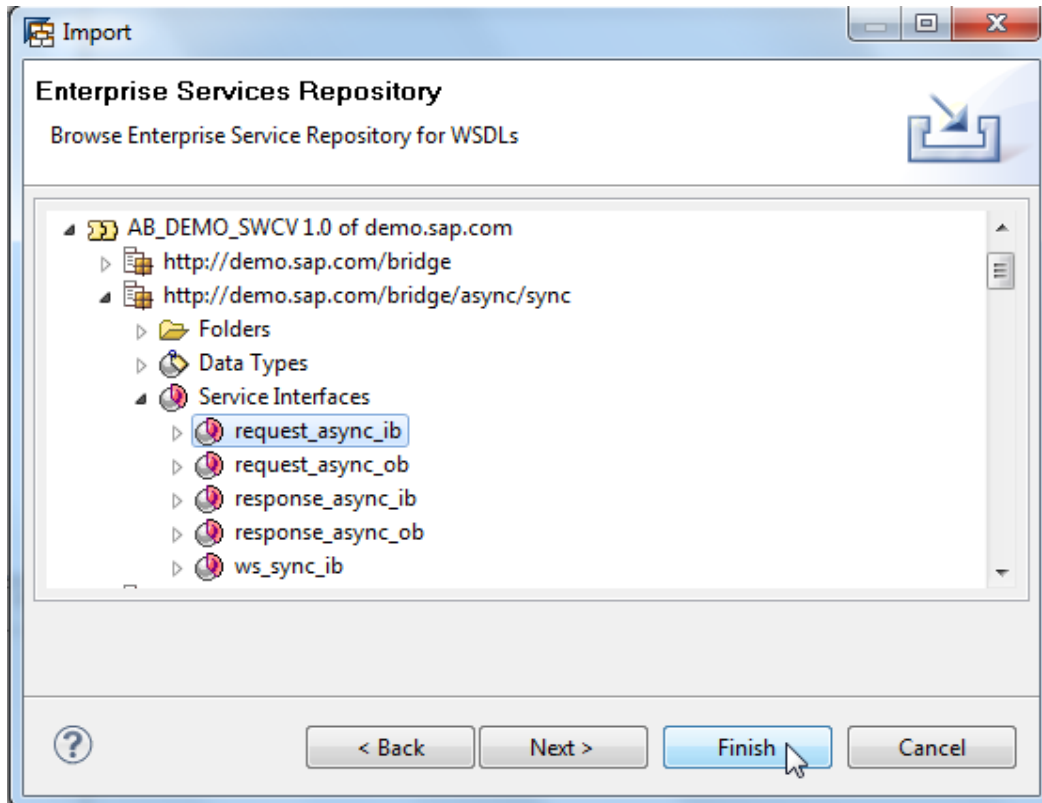 Import
Enterprise Services Repository
Browse Enterprise Service Repository for WSDLs
AB_DEMO_SWCV 1.0 of demo.sap.com
http://demo.sap.com/bridge
http://demo.sap.com/bridge/async/sync
Folders
Data Types
Service Interfaces
request_async_ib
request_async_ob
response_async_ib
response_async_ob
ws_sync_ib
?
< Back Next > Finish Cancel